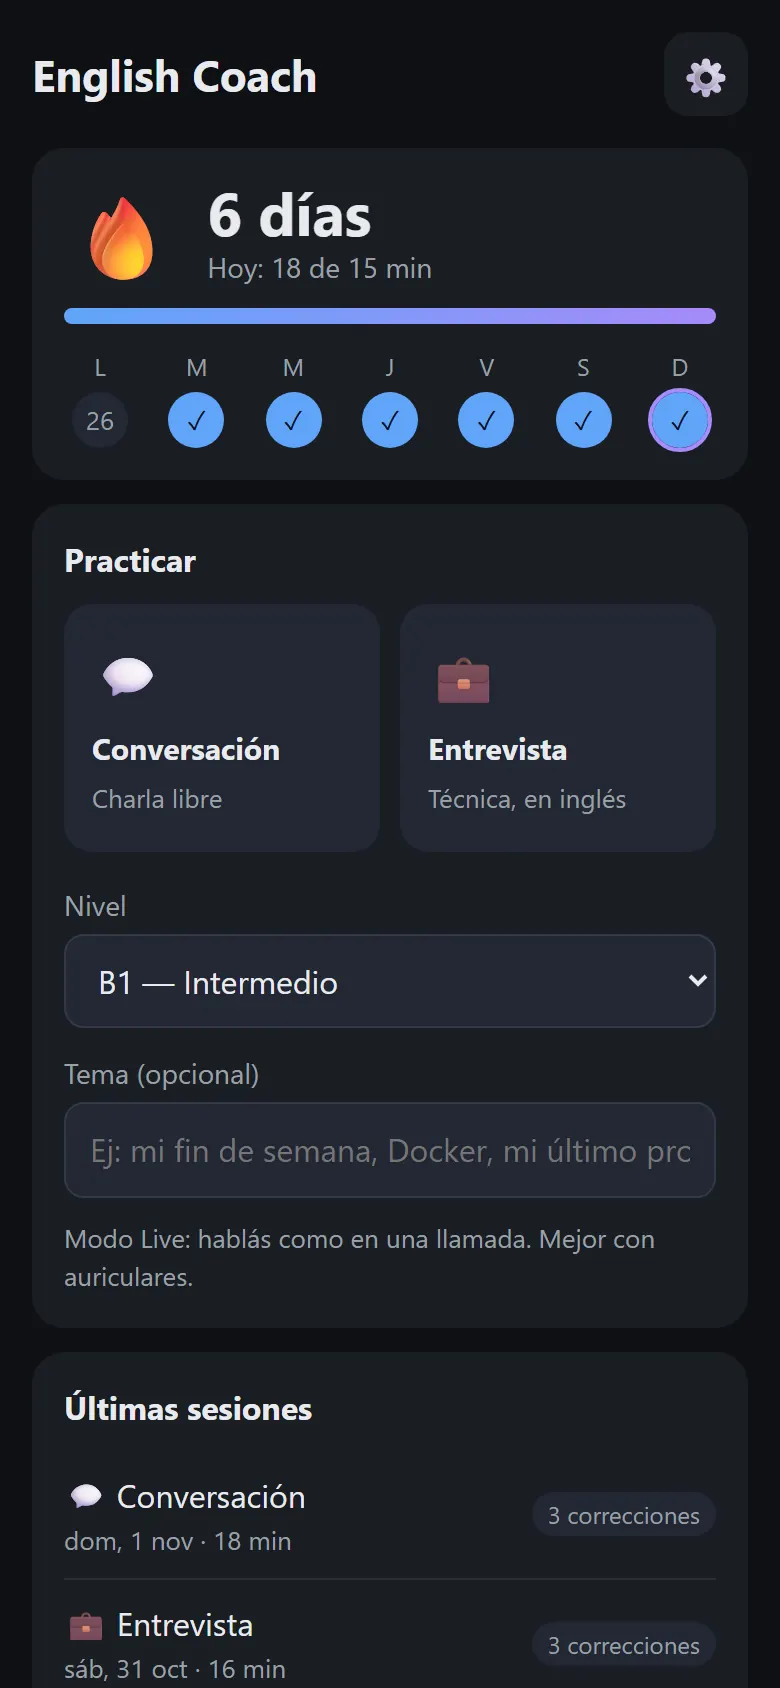 English Coach
6 días
Hoy: 18 de 15 min
L M M J V S D
26 ✓ ✓ ✓ ✓ ✓ ✓
Practicar
Conversación
Charla libre
Entrevista
Técnica, en inglés
Nivel
B1 — Intermedio
Tema (opcional)
Ej: mi fin de semana, Docker, mi último prc
Modo Live: hablás como en una llamada. Mejor con
auriculares.
Últimas sesiones
Conversación
dom, 1 nov · 18 min
3 correcciones
Entrevista
sáb, 31 oct · 16 min
3 correcciones